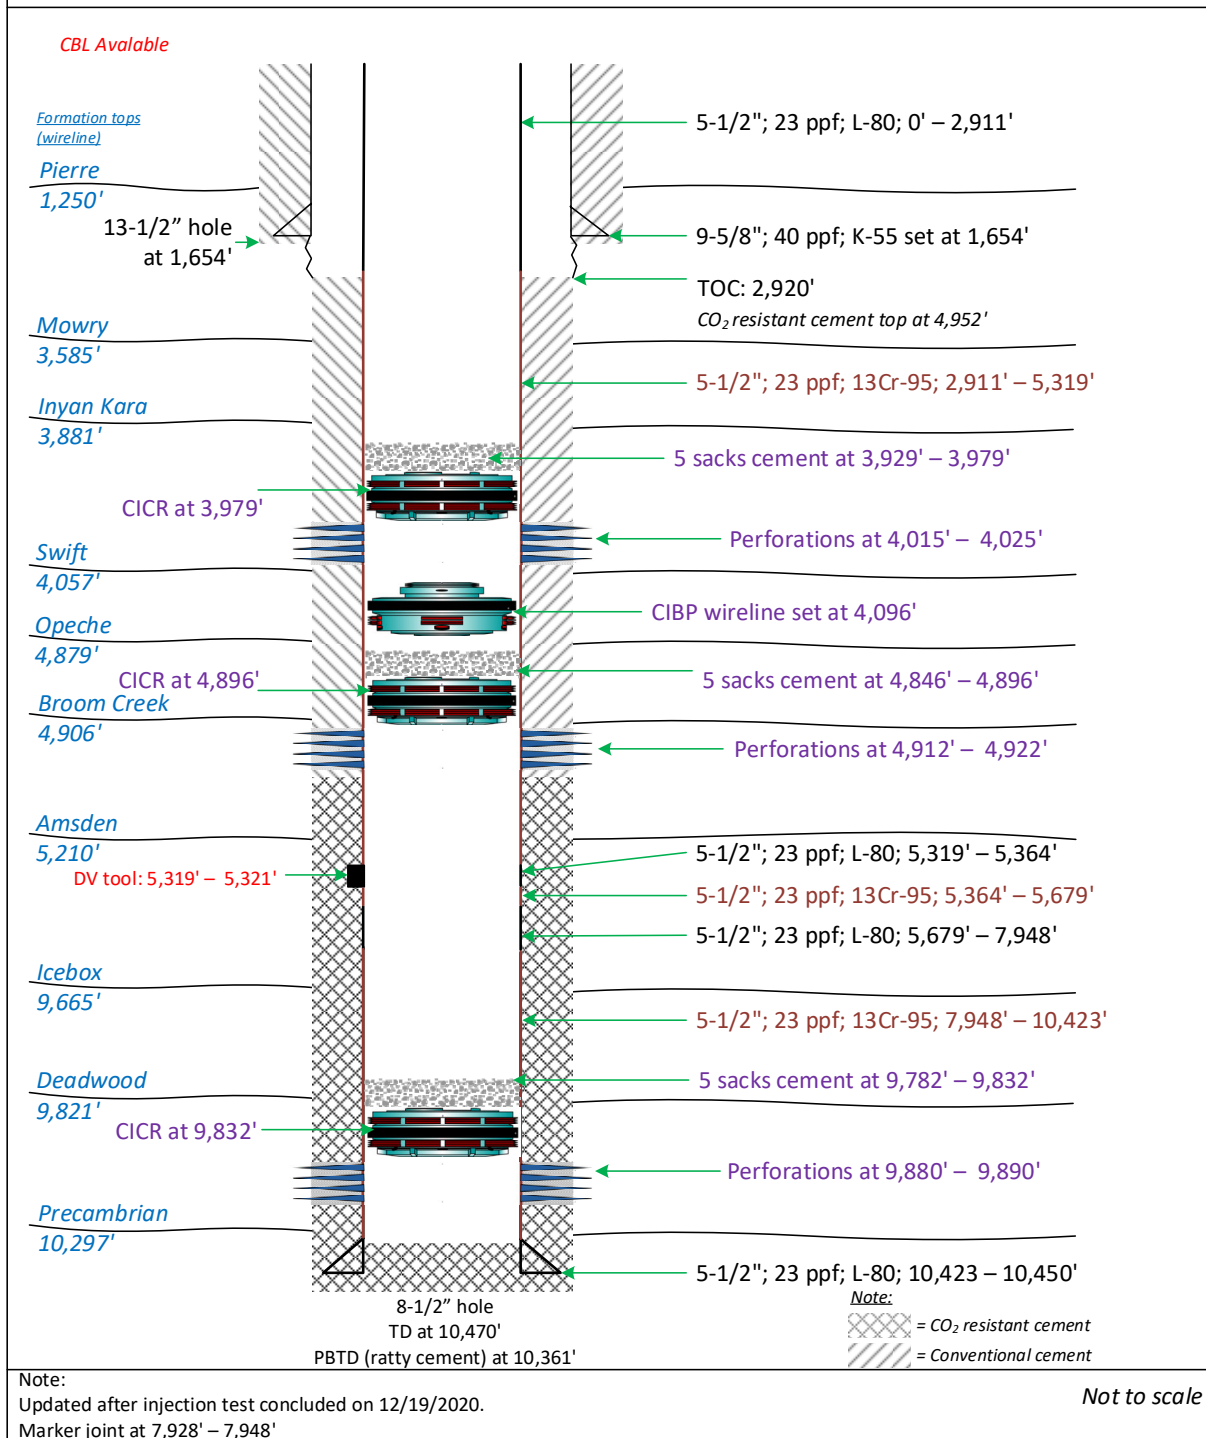 CBL Avalable
Formation tops
(wireline)
5-1/2"; 23 ppf; L-80; 0' – 2,911'
Pierre
1,250'
13-1/2” hole
at 1,654'
9-5/8"; 40 ppf; K-55 set at 1,654'
TOC: 2,920'
CO2 resistant cement top at 4,952'
Mowry
3,585'
5-1/2"; 23 ppf; 13Cr-95; 2,911' – 5,319'
Inyan Kara
3,881'
5 sacks cement at 3,929' – 3,979'
CICR at 3,979'
Perforations at 4,015' – 4,025'
Swift
4,057'
CIBP wireline set at 4,096'
Opeche
4,879'
CICR at 4,896'
5 sacks cement at 4,846' – 4,896'
Broom Creek
4,906'
Perforations at 4,912' – 4,922'
Amsden
5,210'
5-1/2"; 23 ppf; L-80; 5,319' – 5,364'
DV tool: 5,319' – 5,321'
5-1/2"; 23 ppf; 13Cr-95; 5,364' – 5,679'
5-1/2"; 23 ppf; L-80; 5,679' – 7,948'
Icebox
9,665'
5-1/2"; 23 ppf; 13Cr-95; 7,948' – 10,423'
Deadwood
9,821'
5 sacks cement at 9,782' – 9,832'
CICR at 9,832'
Perforations at 9,880' – 9,890'
Precambrian
10,297'
5-1/2"; 23 ppf; L-80; 10,423 – 10,450'
8-1/2” hole
TD at 10,470'
PBTD (ratty cement) at 10,361'
Note:
= CO2 resistant cement
= Conventional cement
Note:
Updated after injection test concluded on 12/19/2020.
Marker joint at 7,928' – 7,948'
Not to scale